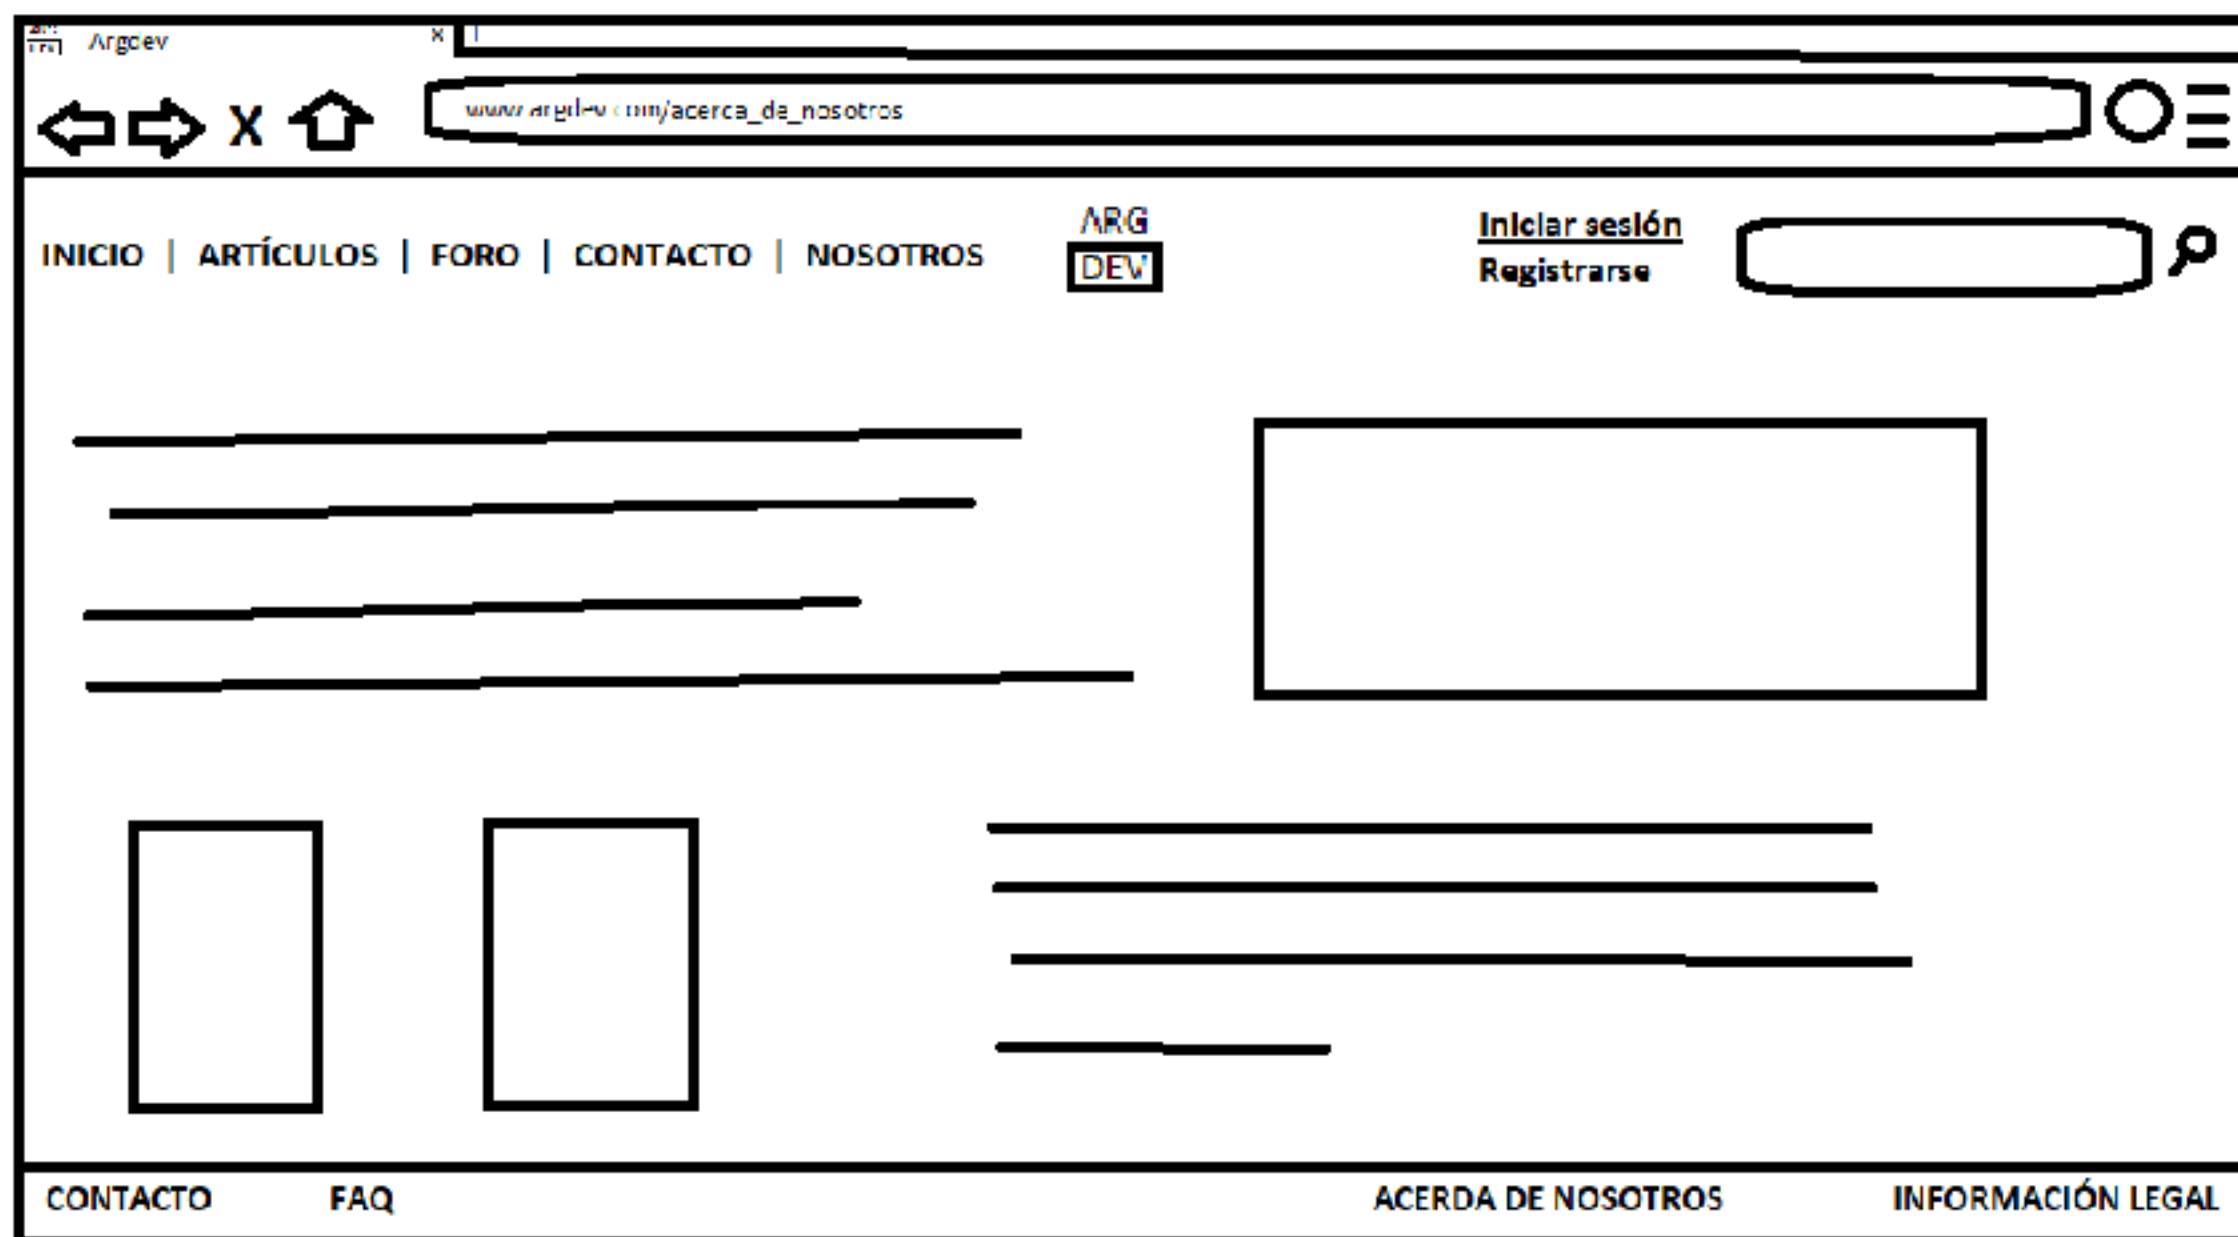 Argdev x
X www.argdev.com/acerca_de_nosotros
ARG
INICIO | ARTÍCULOS | FORO | CONTACTO | NOSOTROS
DEV
Iniciar sesión
Registrarse
CONTACTO FAQ ACERDA DE NOSOTROS INFORMACIÓN LEGAL